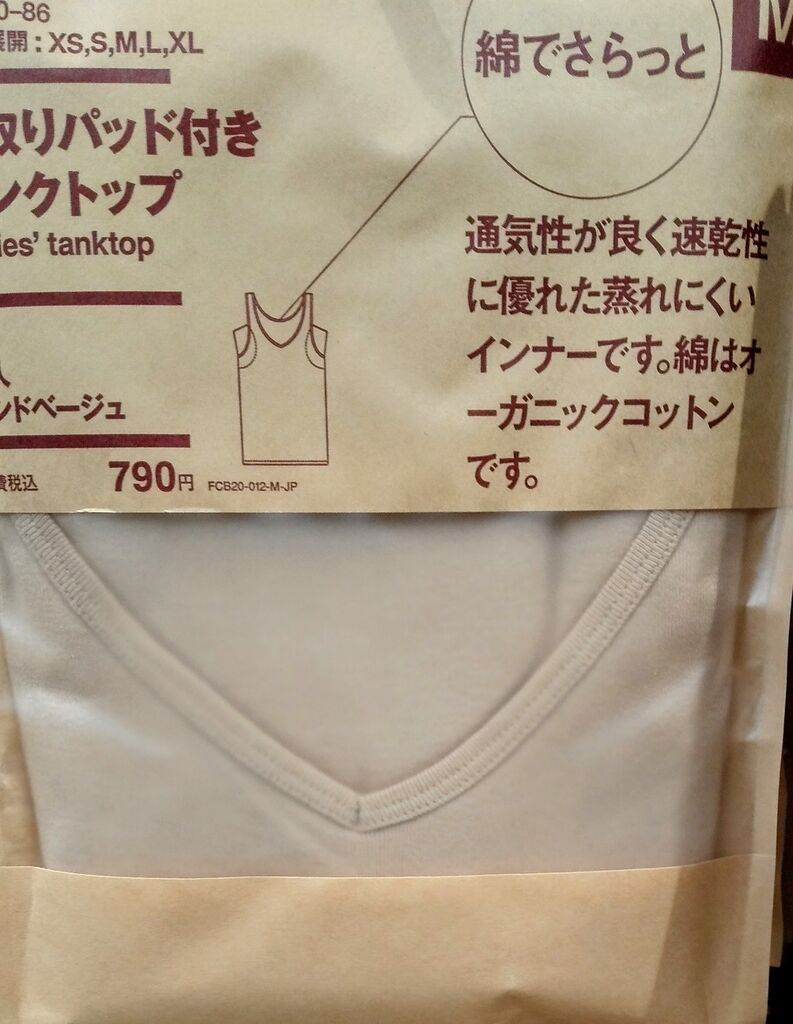 0-86
展開:XS,S,M,L,XL
取りパッド付き
ンクトップ
ies' tanktop
ンドベージュ
費税込 790円 FCB20-012-M-JP
M
綿でさらっと
通気性が良く速乾性
に優れた蒸れにくい
インナーです。綿はオ
ーガニックコットン
です。